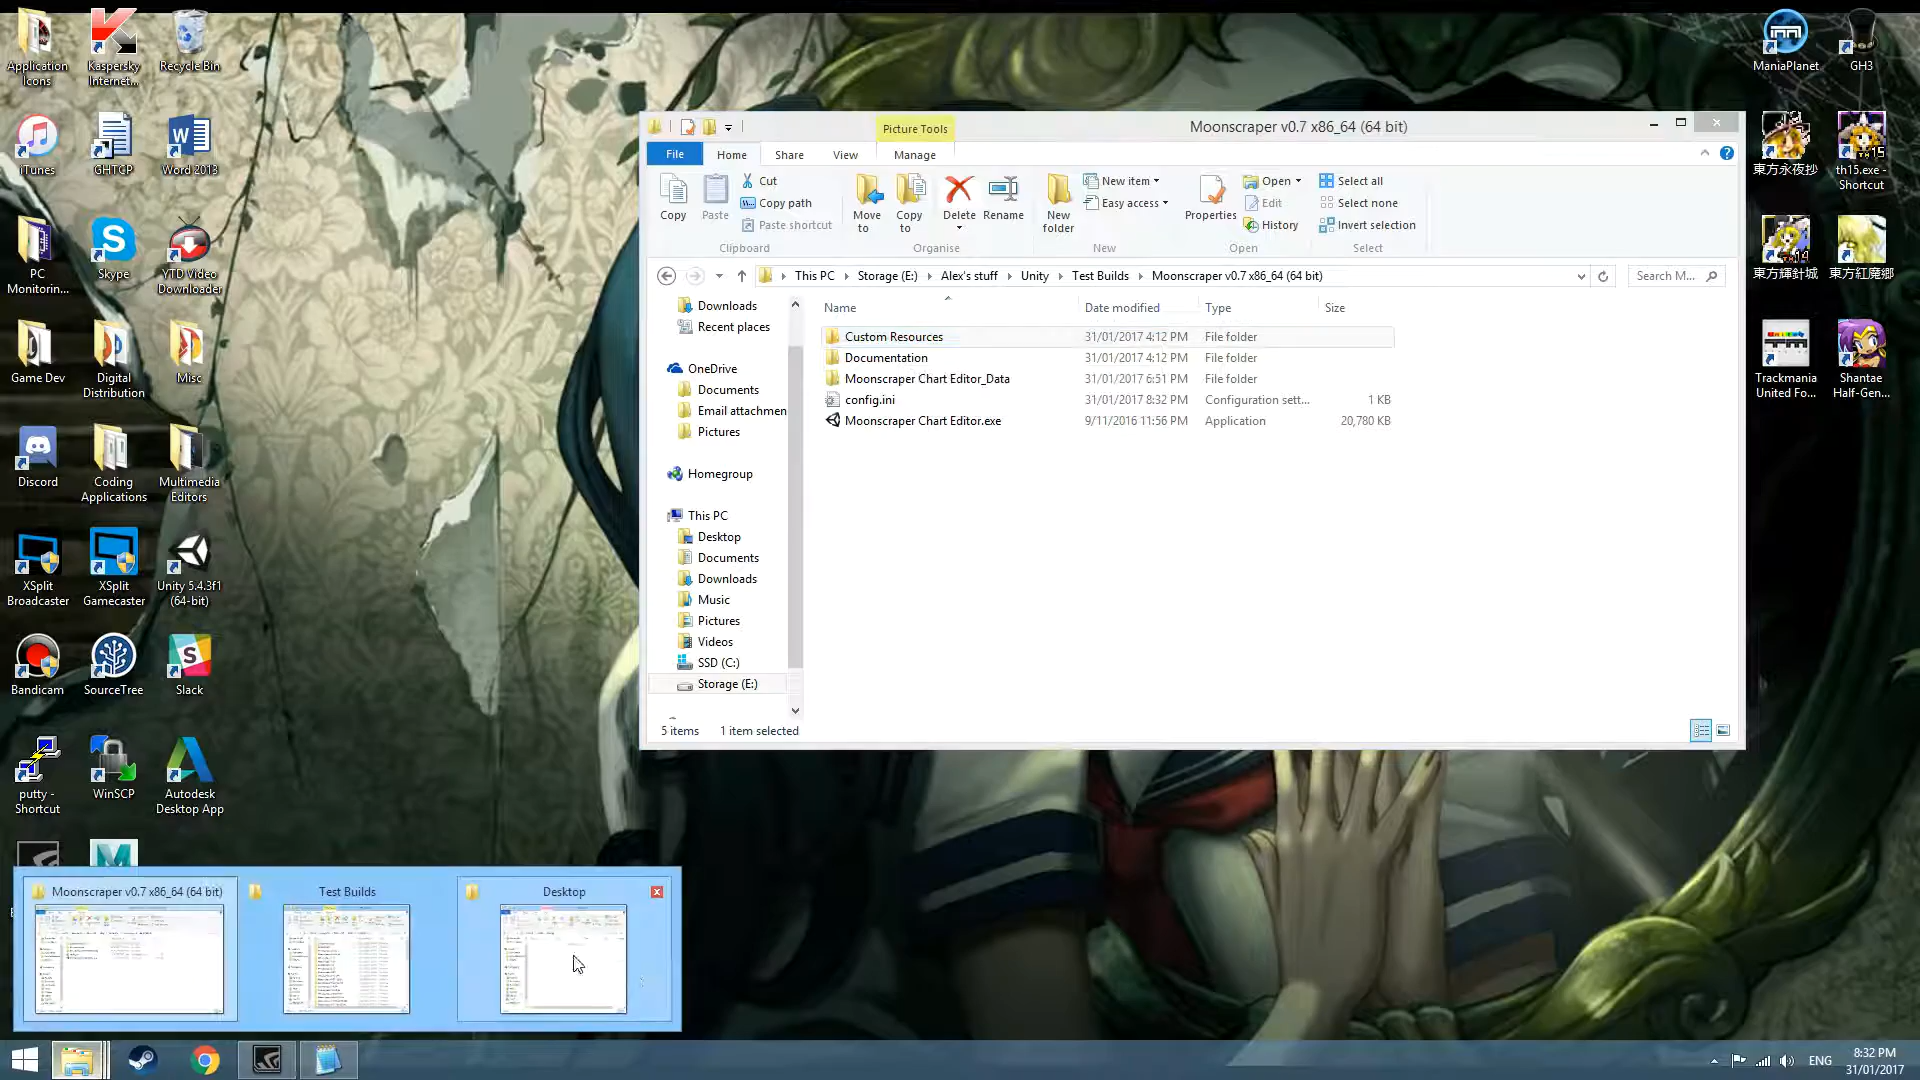 Application
Icons
Kaspersky
Internet...
Recycle Bin
iTunes
GHTCP
Word 2013
PC
Monitorin...
Skype
YTD Video
Downloader
Game Dev
Digital
Distribution
Misc
Discord
Coding
Applications
Multimedia
Editors
XSplit
Broadcaster
XSplit
Gamecaster
Unity 5.4.3f1
(64-bit)
Bandicam
SourceTree
Slack
putty -
Shortcut
WinSCP
Autodesk
Desktop App
ManiaPlanet
GH3
東方永夜抄
th15.exe -
Shortcut
東方輝針城
東方紅魔郷
Trackmania
United Fo...
Shantae
Half-Gen...
Picture Tools
Moonscraper v0.7 x86_64 (64 bit)
File
Home
Share
View
Manage
Copy
Paste
Cut
Copy path
Paste shortcut
Clipboard
Move
to
Copy
to
Delete
Rename
Organise
New
folder
New item
Easy access
New
Properties
Open
Edit
History
Open
Select all
Select none
Invert selection
Select
This PC
Storage (E:)
Alex's stuff
Unity
Test Builds
Moonscraper v0.7 x86_64 (64 bit)
Search M...
Downloads
Recent places
OneDrive
Documents
Email attachmen
Pictures
Homegroup
This PC
Desktop
Documents
Downloads
Music
Pictures
Videos
SSD (C:)
Storage (E:)
Name Date modified Type Size
Custom Resources 31/01/2017 4:12 PM File folder
Documentation 31/01/2017 4:12 PM File folder
Moonscraper Chart Editor_Data 31/01/2017 6:51 PM File folder
config.ini 31/01/2017 8:32 PM Configuration sett... 1 KB
Moonscraper Chart Editor.exe 9/11/2016 11:56 PM Application 20,780 KB
5 items 1 item selected
Moonscraper v0.7 x86_64 (64 bit)
Test Builds
Desktop
ENG
8:32 PM
31/01/2017